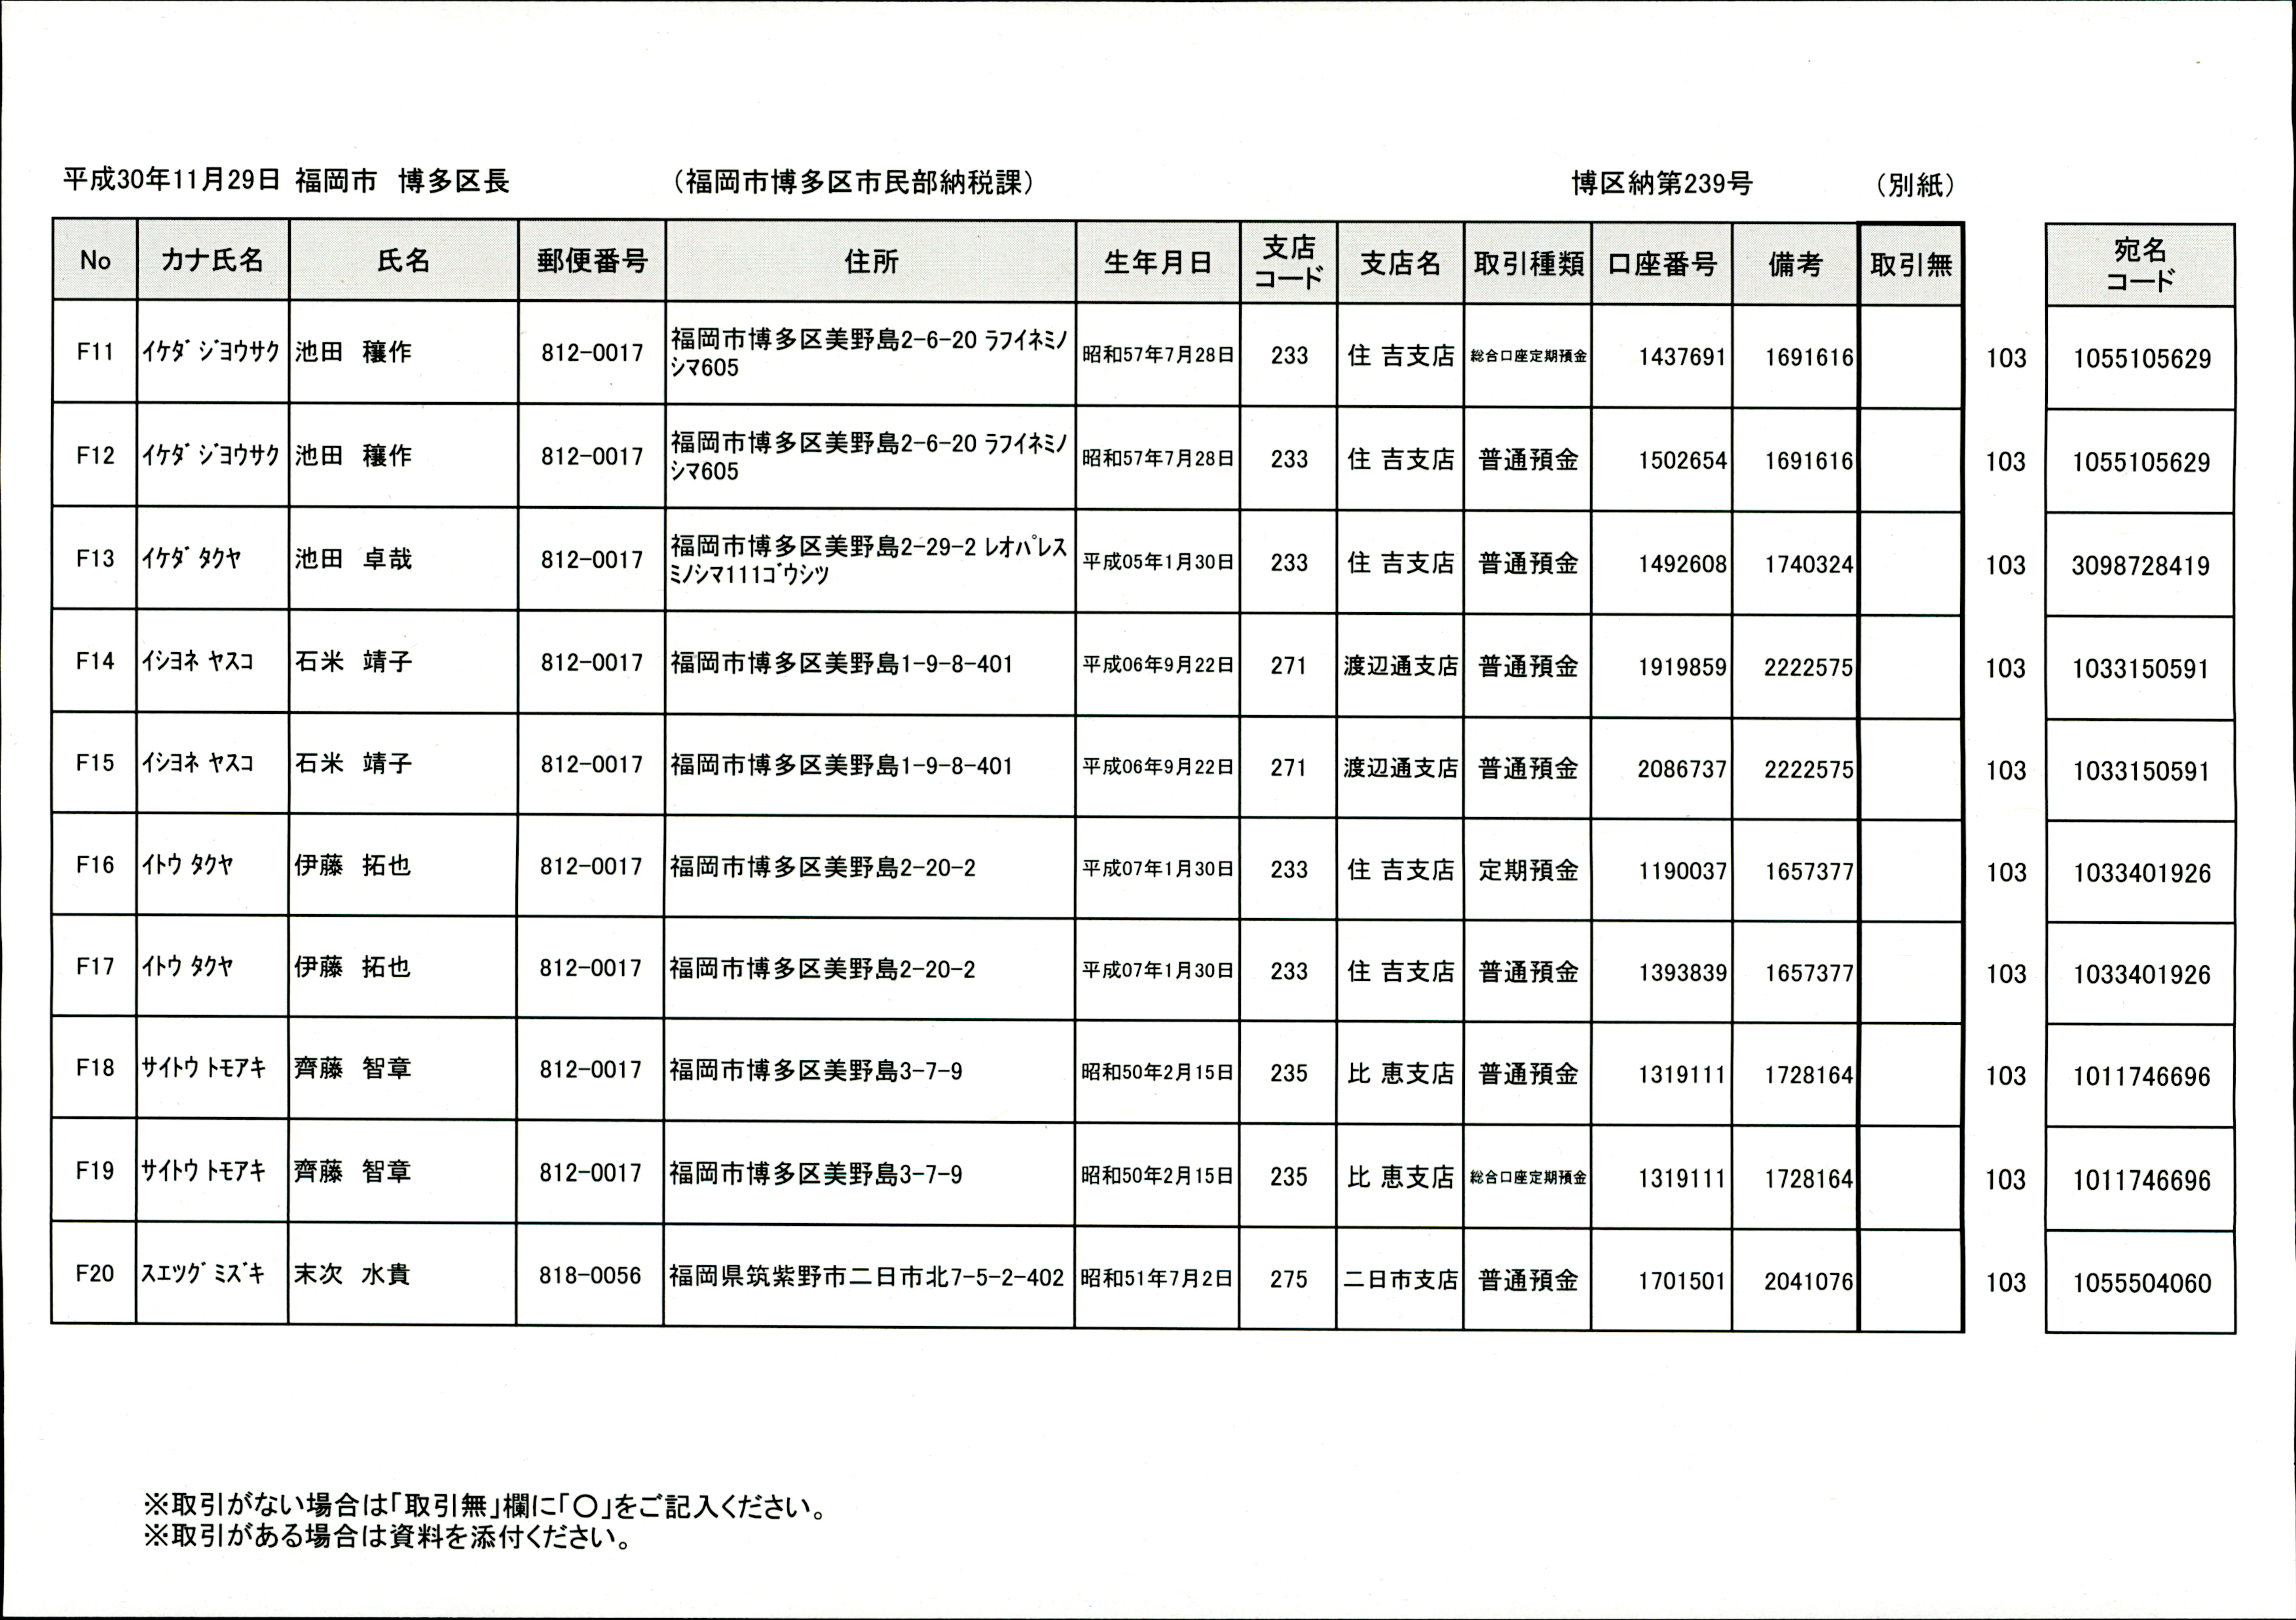 平成30年11月29日 福岡市 博多区長 （福岡市博多区市民部納税課） 博区納第239号 （別紙）
No カナ氏名 氏名 郵便番号 住所 生年月日 支店コード 支店名 取引種類 口座番号 備考 取引無 宛名コード
F11 ｲｹﾀﾞ ｼﾞﾖｳｻｸ 池田 穰作 812-0017 福岡市博多区美野島2-6-20 ﾗﾌｲﾈﾐﾉｼﾏ605 昭和57年7月28日 233 住 吉支店 総合口座定期預金 1437691 1691616 103 1055105629
F12 ｲｹﾀﾞ ｼﾞﾖｳｻｸ 池田 穰作 812-0017 福岡市博多区美野島2-6-20 ﾗﾌｲﾈﾐﾉｼﾏ605 昭和57年7月28日 233 住 吉支店 普通預金 1502654 1691616 103 1055105629
F13 ｲｹﾀﾞ ﾀｸﾔ 池田 卓哉 812-0017 福岡市博多区美野島2-29-2 ﾚｵﾊﾟﾚｽﾐﾉｼﾏ111ｺﾞｳｼﾂ 平成05年1月30日 233 住 吉支店 普通預金 1492608 1740324 103 3098728419
F14 ｲｼﾖﾈ ﾔｽｺ 石米 靖子 812-0017 福岡市博多区美野島1-9-8-401 平成06年9月22日 271 渡辺通支店 普通預金 1919859 2222575 103 1033150591
F15 ｲｼﾖﾈ ﾔｽｺ 石米 靖子 812-0017 福岡市博多区美野島1-9-8-401 平成06年9月22日 271 渡辺通支店 普通預金 2086737 2222575 103 1033150591
F16 ｲﾄｳ ﾀｸﾔ 伊藤 拓也 812-0017 福岡市博多区美野島2-20-2 平成07年1月30日 233 住 吉支店 定期預金 1190037 1657377 103 1033401926
F17 ｲﾄｳ ﾀｸﾔ 伊藤 拓也 812-0017 福岡市博多区美野島2-20-2 平成07年1月30日 233 住 吉支店 普通預金 1393839 1657377 103 1033401926
F18 ｻｲﾄｳ ﾄﾓｱｷ 齊藤 智章 812-0017 福岡市博多区美野島3-7-9 昭和50年2月15日 235 比 恵支店 普通預金 1319111 1728164 103 1011746696
F19 ｻｲﾄｳ ﾄﾓｱｷ 齊藤 智章 812-0017 福岡市博多区美野島3-7-9 昭和50年2月15日 235 比 恵支店 総合口座定期預金 1319111 1728164 103 1011746696
F20 ｽｴﾂｸﾞ ﾐｽﾞｷ 末次 水貴 818-0056 福岡県筑紫野市二日市北7-5-2-402 昭和51年7月2日 275 二日市支店 普通預金 1701501 2041076 103 1055504060
※取引がない場合は｢取引無｣欄に｢〇｣をご記入ください。
※取引がある場合は資料を添付ください。